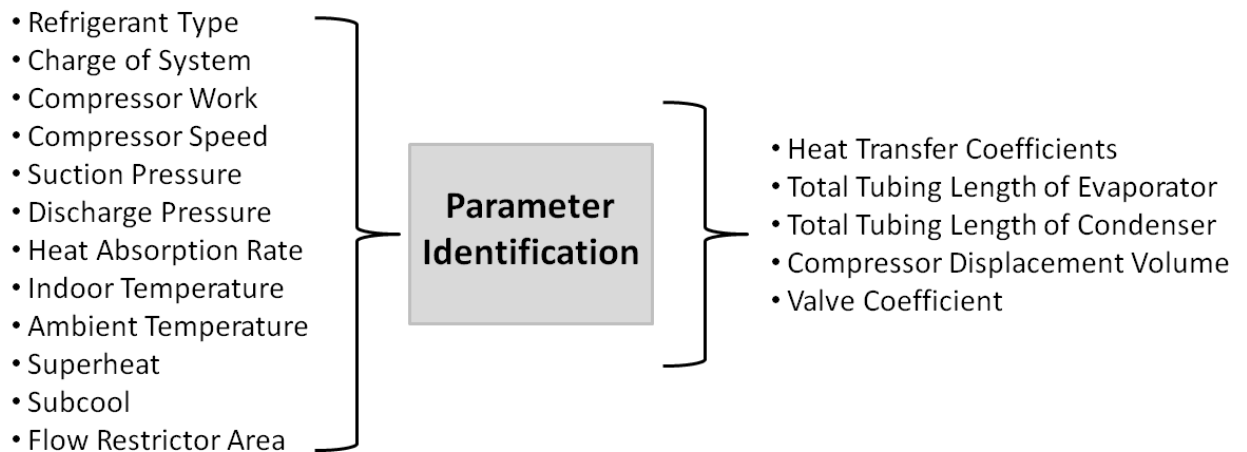 • Refrigerant Type
• Charge of System
• Compressor Work
• Compressor Speed
• Suction Pressure
• Discharge Pressure
• Heat Absorption Rate
• Indoor Temperature
• Ambient Temperature
• Superheat
• Subcool
• Flow Restrictor Area
Parameter
Identification
• Heat Transfer Coefficients
• Total Tubing Length of Evaporator
• Total Tubing Length of Condenser
• Compressor Displacement Volume
• Valve Coefficient